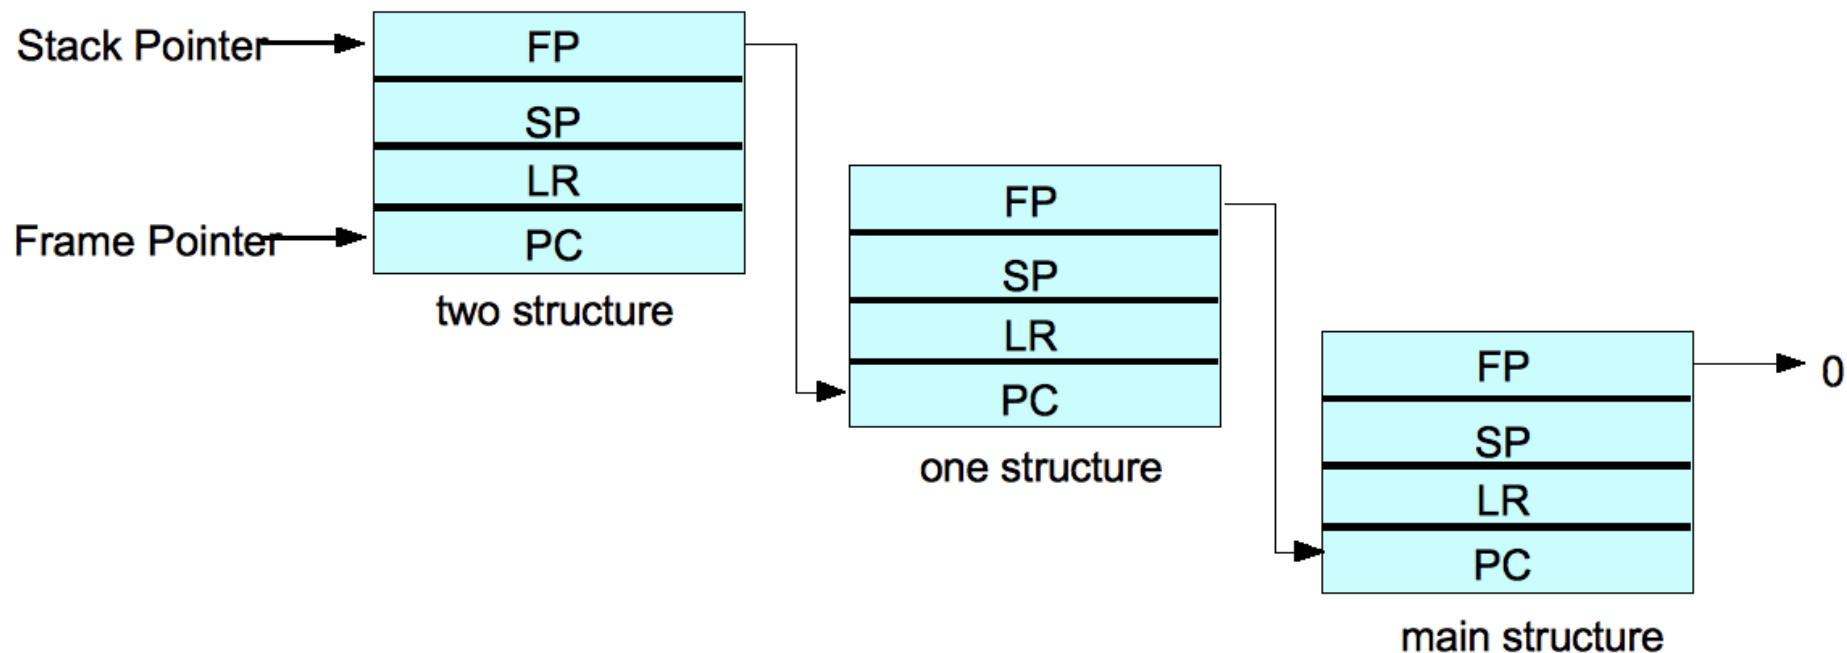 Stack Pointer
FP
SP
LR
Frame Pointer
PC
two structure
FP
SP
LR
PC
one structure
FP
0
SP
LR
PC
main structure